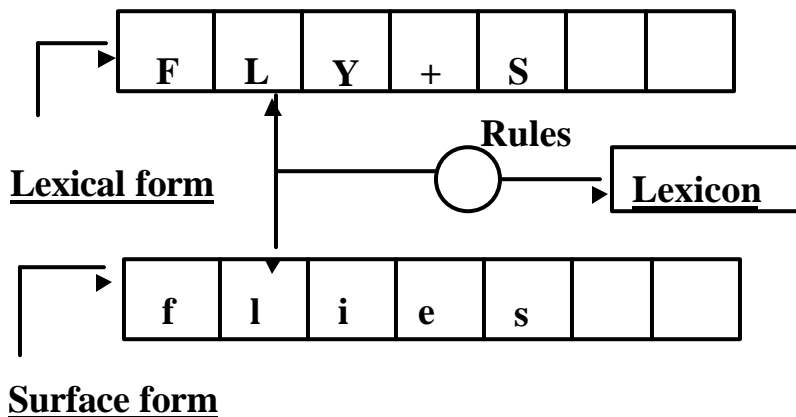 F L Y + S
Rules
Lexical form
Lexicon
f l i e s
Surface form